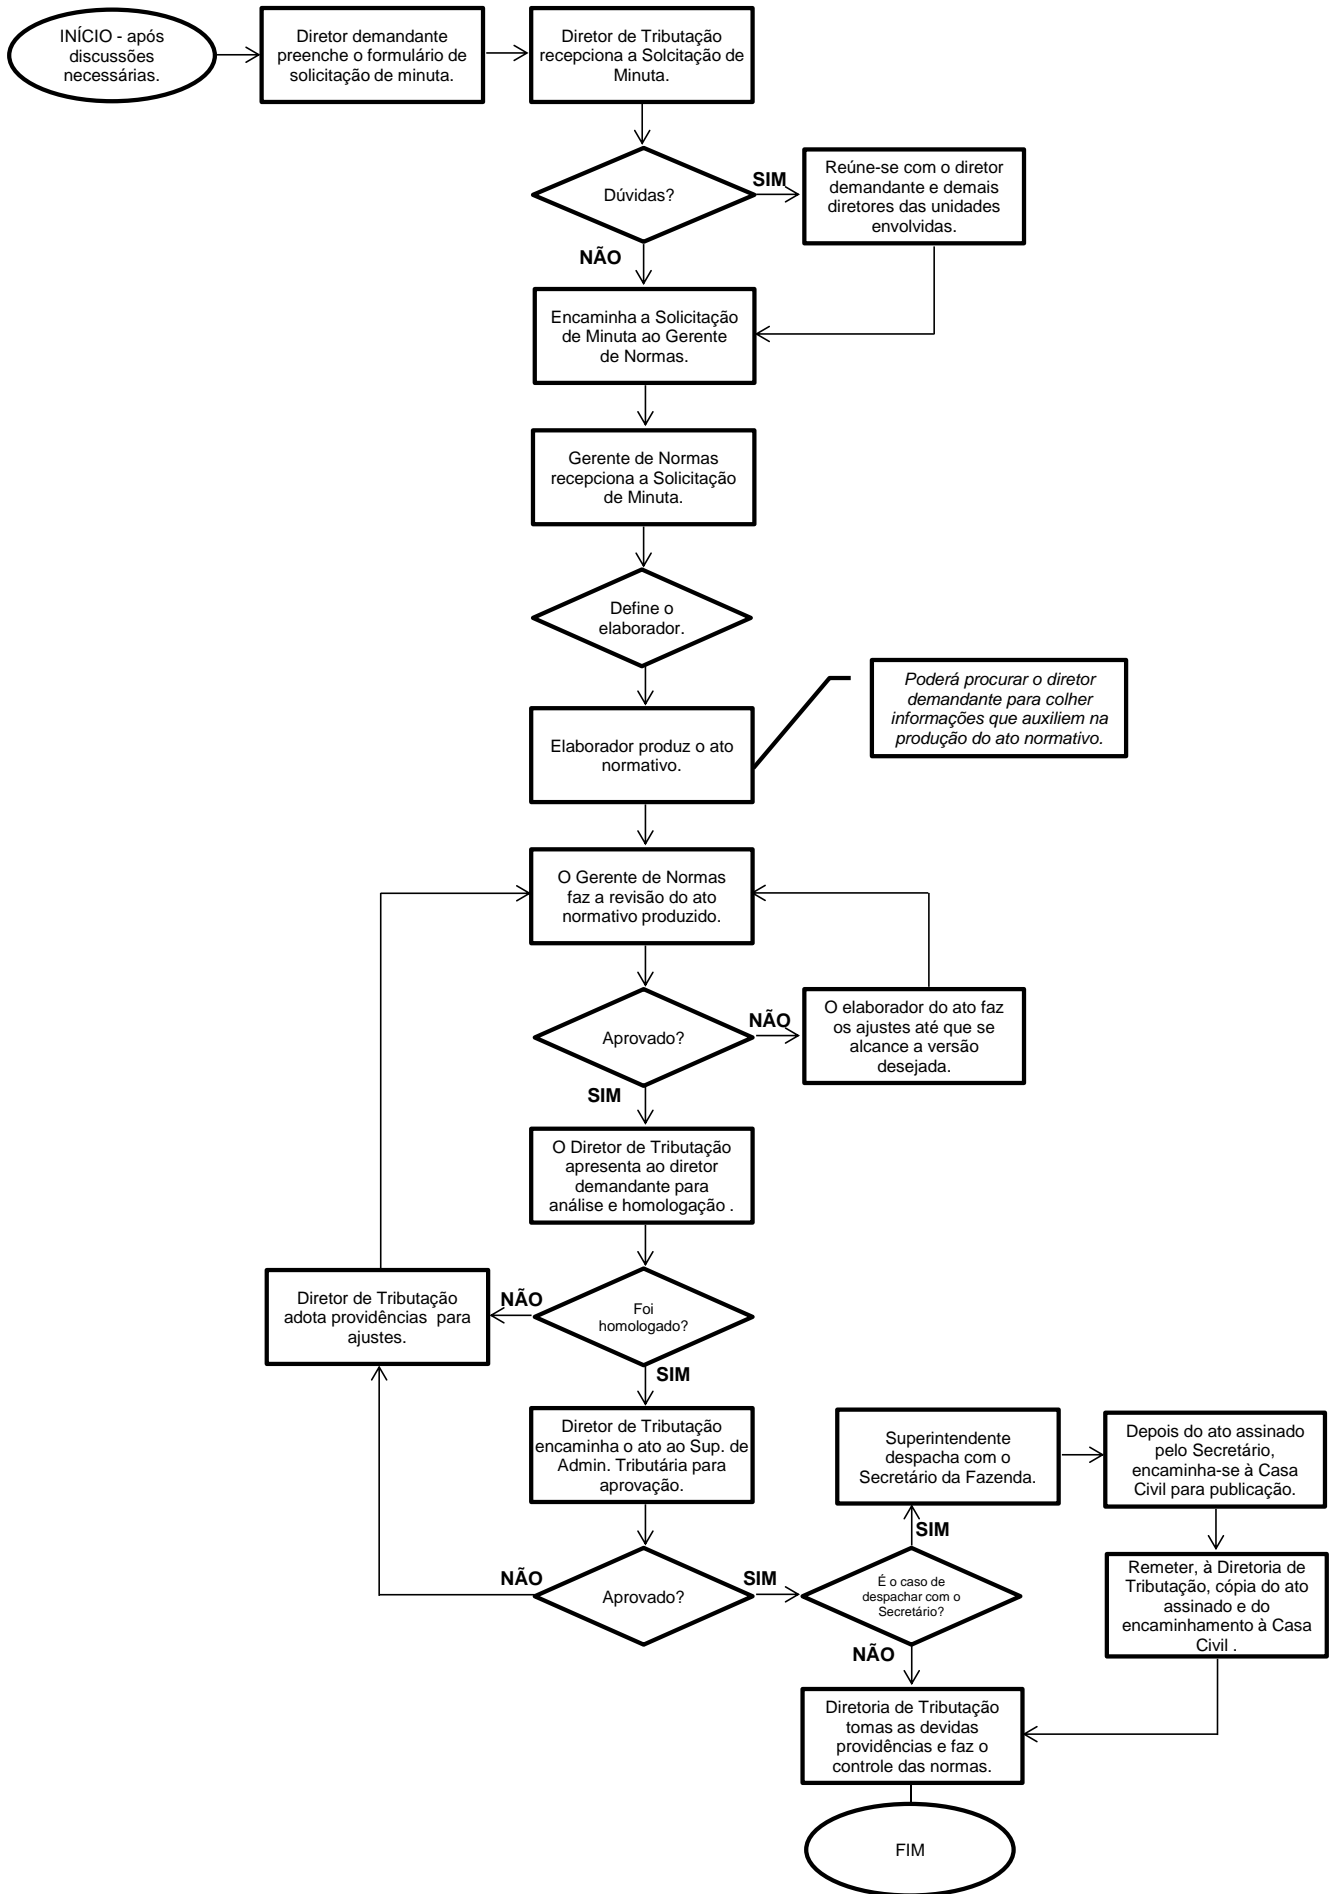 INÍCIO - após
discussões
necessárias.
Diretor demandante
preenche o formulário de
solicitação de minuta.
Diretor de Tributação
recepciona a Solcitação de
Minuta.
Dúvidas?
SIM
Reúne-se com o diretor
demandante e demais
diretores das unidades
envolvidas.
NÃO
Encaminha a Solicitação
de Minuta ao Gerente
de Normas.
Gerente de Normas
recepciona a Solicitação
de Minuta.
Define o
elaborador.
Poderá procurar o diretor
demandante para colher
informações que auxiliem na
produção do ato normativo.
Elaborador produz o ato
normativo.
O Gerente de Normas
faz a revisão do ato
normativo produzido.
Aprovado?
NÃO
O elaborador do ato faz
os ajustes até que se
alcance a versão
desejada.
SIM
O Diretor de Tributação
apresenta ao diretor
demandante para
análise e homologação .
Foi
homologado?
NÃO
Diretor de Tributação
adota providências  para
ajustes.
SIM
Diretor de Tributação
encaminha o ato ao Sup. de
Admin. Tributária para
aprovação.
Aprovado?
NÃO
SIM
É o caso de
despachar com o
Secretário?
SIM
Superintendente
despacha com o
Secretário da Fazenda.
Depois do ato assinado
pelo Secretário,
encaminha-se à Casa
Civil para publicação.
Remeter, à Diretoria de
Tributação, cópia do ato
assinado e do
encaminhamento à Casa
Civil .
NÃO
Diretoria de Tributação
tomas as devidas
providências e faz o
controle das normas.
FIM